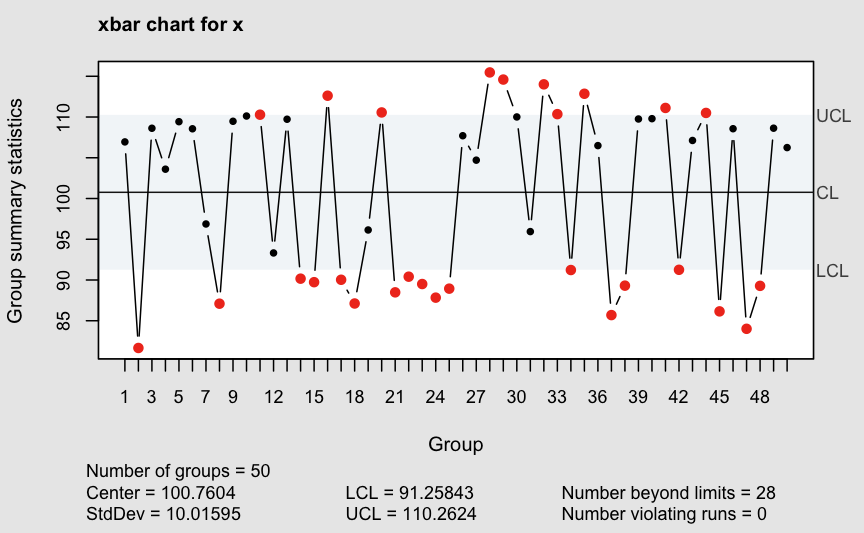 xbar chart for x
Group summary statistics
110
100
95
90
85
UCL
CL
LCL
1 3 5 7 9 12 15 18 21 24 27 30 33 36 39 42 45 48
Group
Number of groups = 50
Center = 100.7604 LCL = 91.25843 Number beyond limits = 28
StdDev = 10.01595 UCL = 110.2624 Number violating runs = 0